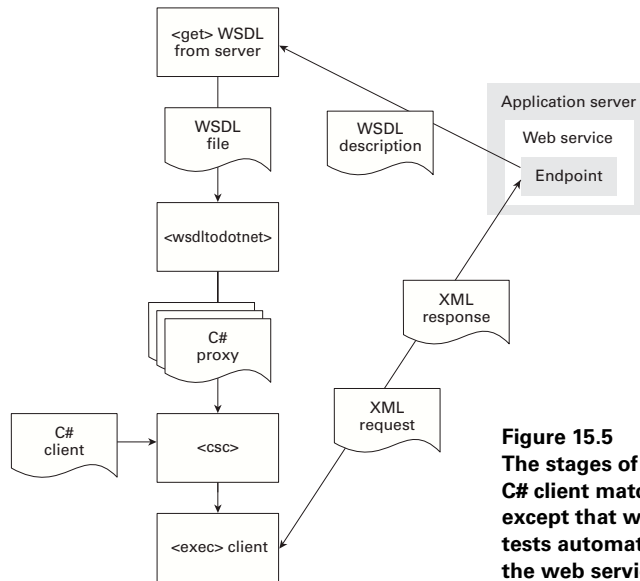 <get> WSDL
from server
Application server
WSDL
file
WSDL
description
Web service
Endpoint
<wsdltodotnet>
XML
response
C#
proxy
XML
request
C#
client
<csc>
<exec> client
Figure 15.5
The stages of
C# client matc
except that w
tests automat
the web servi